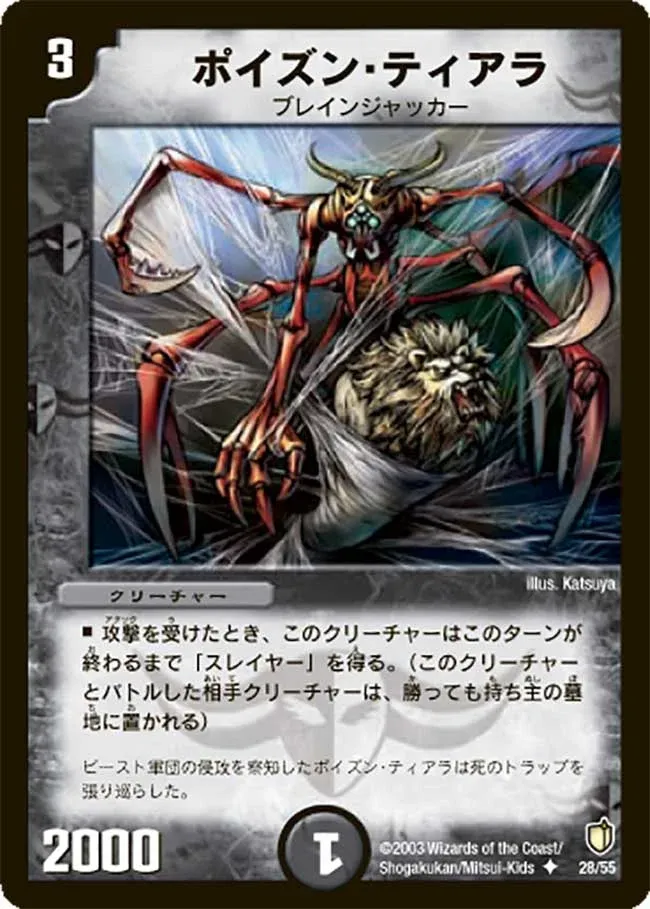 3
ポイズン・ティアラ
ブレインジャッカー
illus. Katsuya
クリーチャー
■ 攻撃を受けたとき、このクリーチャーはこのターンが
終わるまで「スレイヤー」を得る。（このクリーチャー
とバトルした相手クリーチャーは、勝っても持ち主の墓
地に置かれる）
ビースト軍団の侵攻を察知したポイズン・ティアラは死のトラップを
張り巡らした。
2000
1
©2003 Wizards of the Coast/
Shogakukan/Mitsui-Kids
28/55